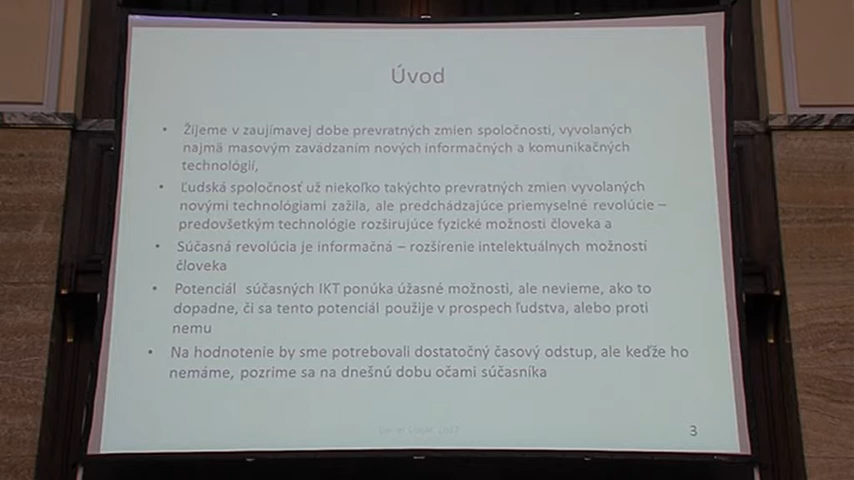 Úvod
• Žijeme v zaujímavej dobe prevratných zmien spoločnosti, vyvolaných
najmä masovým zavádzaním nových informačných a komunikačných
technológií,
• Ľudská spoločnosť už niekoľko takýchto prevratných zmien vyvolaných
novými technológiami zažila, ale predchádzajúce priemyselné revolúcie –
predovšetkým technológie rozširujúce fyzické možnosti človeka a
• Súčasná revolúcia je informačná – rozšírenie intelektuálnych možností
človeka
• Potenciál súčasných IKT ponúka úžasné možnosti, ale nevieme, ako to
dopadne, či sa tento potenciál použije v prospech ľudstva, alebo proti
nemu
• Na hodnotenie by sme potrebovali dostatočný časový odstup, ale keďže ho
nemáme, pozrime sa na dnešnú dobu očami súčasníka
3